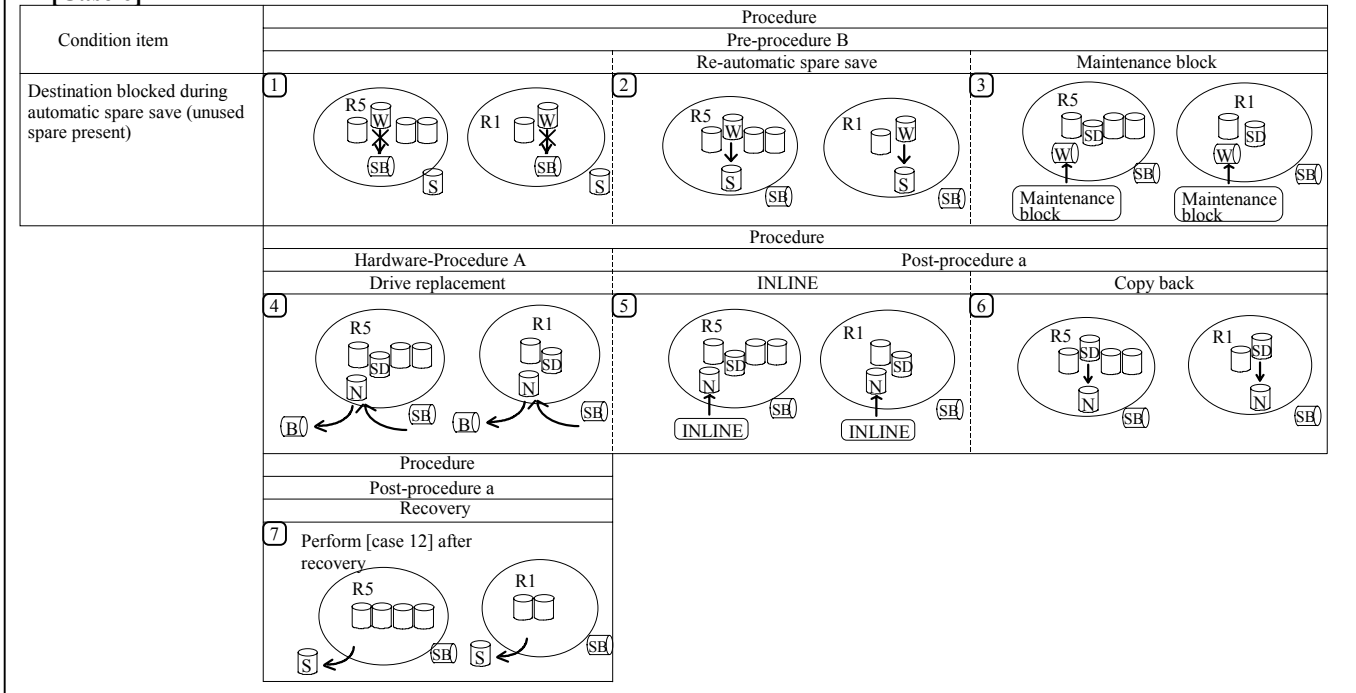 Procedure
Condition item
Pre-procedure B
Re-automatic spare save
Maintenance block
Destination blocked during
automatic spare save (unused
spare present)
1
R5
W
SB
S
R1
W
SB
S
2
R5
W
S
SB
R1
W
S
SB
3
R5
SD
W
SB
Maintenance
block
R1
SD
W
SB
Maintenance
block
Procedure
Hardware-Procedure A
Post-procedure a
Drive replacement
INLINE
Copy back
4
R5
SD
N
B
SB
R1
SD
N
B
SB
5
R5
SD
N
SB
INLINE
R1
SD
N
SB
INLINE
6
R5
SD
N
SB
R1
SD
N
SB
Procedure
Post-procedure a
Recovery
7
Perform [case 12] after
recovery
R5
S
SB
R1
S
SB